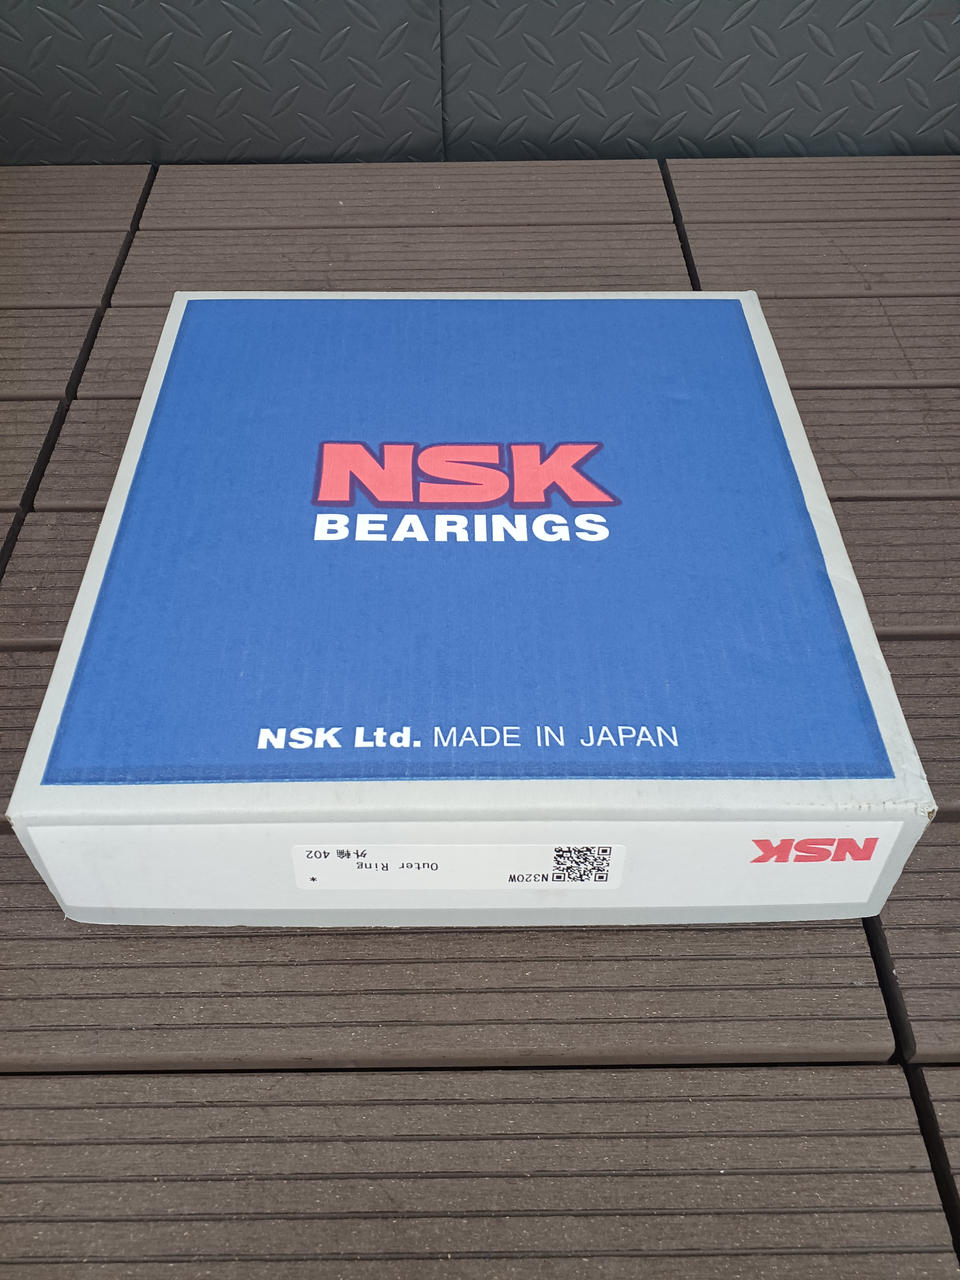 NSK
BEARINGS
NSK Ltd. MADE IN JAPAN
NSK
N320W
Outer Ring
外輪 402
*